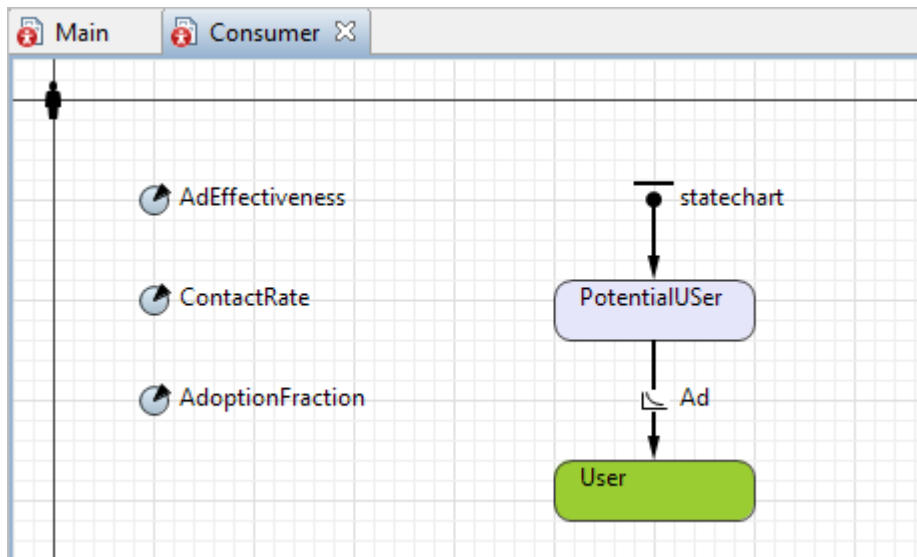 Main
Consumer
AdEffectiveness
statechart
ContactRate
PotentialUSer
AdoptionFraction
Ad
User